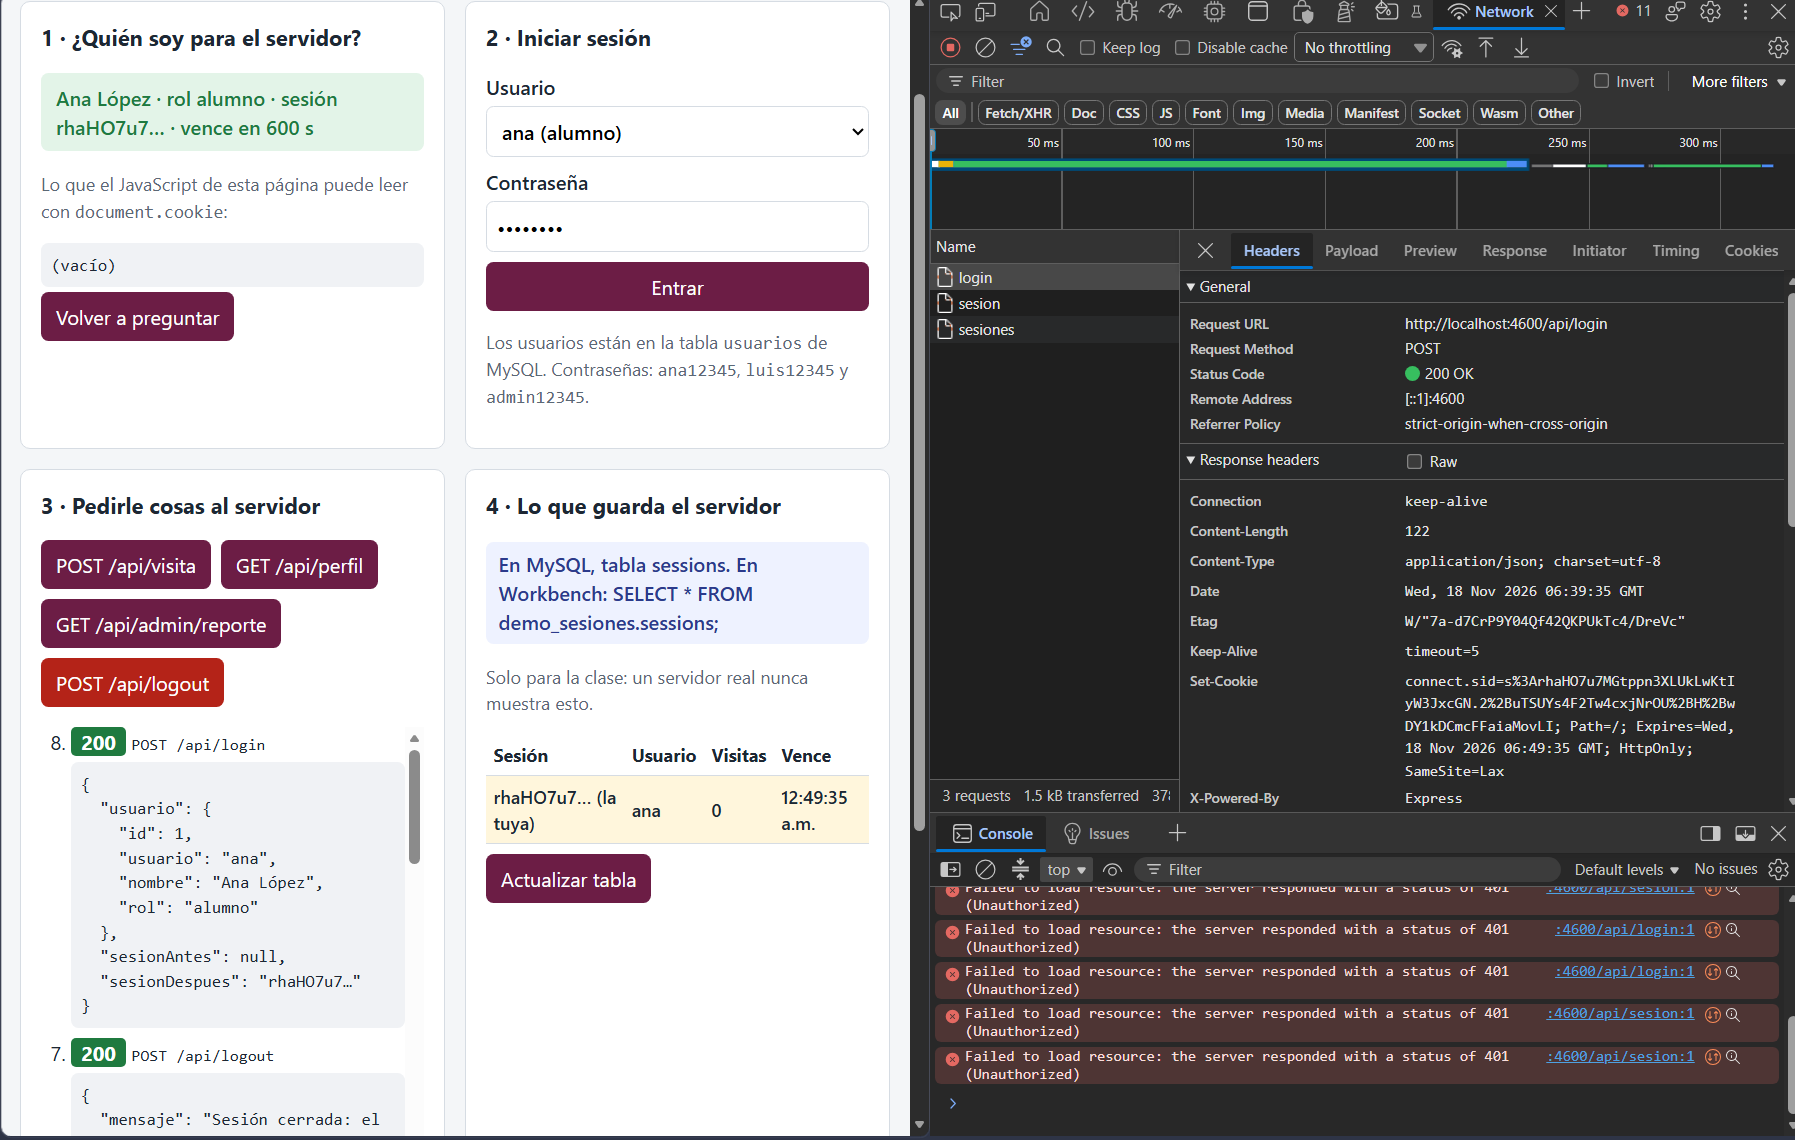 1 · ¿Quién soy para el servidor?
Ana López · rol alumno · sesión
rhaHO7u7… · vence en 600 s
Lo que el JavaScript de esta página puede leer
con document.cookie:
(vacío)
Volver a preguntar
2 · Iniciar sesión
Usuario
ana (alumno)
Contraseña
••••••••
Entrar
Los usuarios están en la tabla usuarios de
MySQL. Contraseñas: ana12345, luis12345 y
admin12345.
3 · Pedirle cosas al servidor
POST /api/visita
GET /api/perfil
GET /api/admin/reporte
POST /api/logout
8. 200 POST /api/login
{
"usuario": {
"id": 1,
"usuario": "ana",
"nombre": "Ana López",
"rol": "alumno"
},
"sesionAntes": null,
"sesionDespues": "rhaHO7u7…"
}
7. 200 POST /api/logout
{
"mensaje": "Sesión cerrada: el
4 · Lo que guarda el servidor
En MySQL, tabla sessions. En
Workbench: SELECT * FROM
demo_sesiones.sessions;
Solo para la clase: un servidor real nunca
muestra esto.
Sesión Usuario Visitas Vence
rhaHO7u7… (la
tuya)
ana
0
12:49:35
a.m.
Actualizar tabla
Network
11
Keep log
Disable cache
No throttling
Filter
Invert
More filters
All Fetch/XHR Doc CSS JS Font Img Media Manifest Socket Wasm Other
50 ms 100 ms 150 ms 200 ms 250 ms 300 ms
Name
login
sesion
sesiones
3 requests 1.5 kB transferred 378
Headers Payload Preview Response Initiator Timing Cookies
General
Request URL http://localhost:4600/api/login
Request Method POST
Status Code 200 OK
Remote Address [::1]:4600
Referrer Policy strict-origin-when-cross-origin
Response headers Raw
Connection keep-alive
Content-Length 122
Content-Type application/json; charset=utf-8
Date Wed, 18 Nov 2026 06:39:35 GMT
Etag W/"7a-d7CrP9Y04Qf42QKPUkTc4/DreVc"
Keep-Alive timeout=5
Set-Cookie connect.sid=s%3ArhaHO7u7MGtppn3XLUkLwKtI
yW3JxcGN.2%2BuTSUYs4F2Tw4cxjNrOU%2BH%2Bw
DY1kDCmcFFaiaMovLI; Path=/; Expires=Wed,
18 Nov 2026 06:49:35 GMT; HttpOnly;
SameSite=Lax
X-Powered-By Express
Console
Issues
top
Filter
Default levels
No issues
Failed to load resource: the server responded with a status of 401 :4600/api/sesion:1
(Unauthorized)
Failed to load resource: the server responded with a status of 401 :4600/api/login:1
(Unauthorized)
Failed to load resource: the server responded with a status of 401 :4600/api/login:1
(Unauthorized)
Failed to load resource: the server responded with a status of 401 :4600/api/sesion:1
(Unauthorized)
Failed to load resource: the server responded with a status of 401 :4600/api/sesion:1
(Unauthorized)